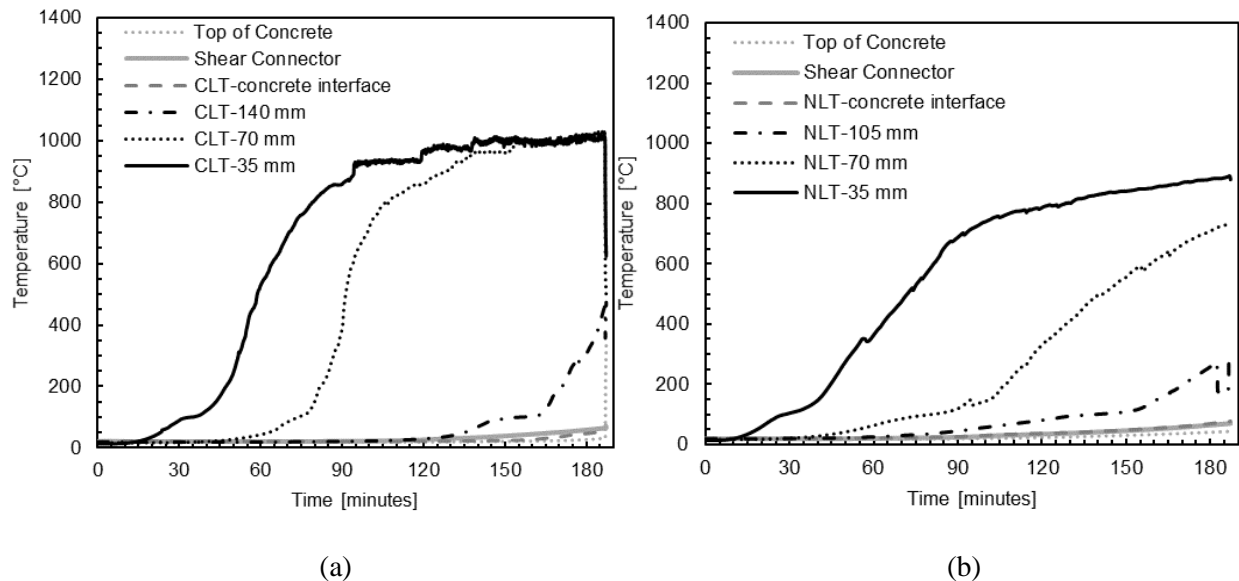 1400
1200
1000
800
600
400
200
0
Temperature [°C]
Top of Concrete
Shear Connector
CLT-concrete interface
CLT-140 mm
CLT-70 mm
CLT-35 mm
0 30 60 90 120 150 180
Time [minutes]
(a)
1400
1200
1000
800
600
400
200
0
Temperature [°C]
Top of Concrete
Shear Connector
NLT-concrete interface
NLT-105 mm
NLT-70 mm
NLT-35 mm
0 30 60 90 120 150 180
Time [minutes]
(b)